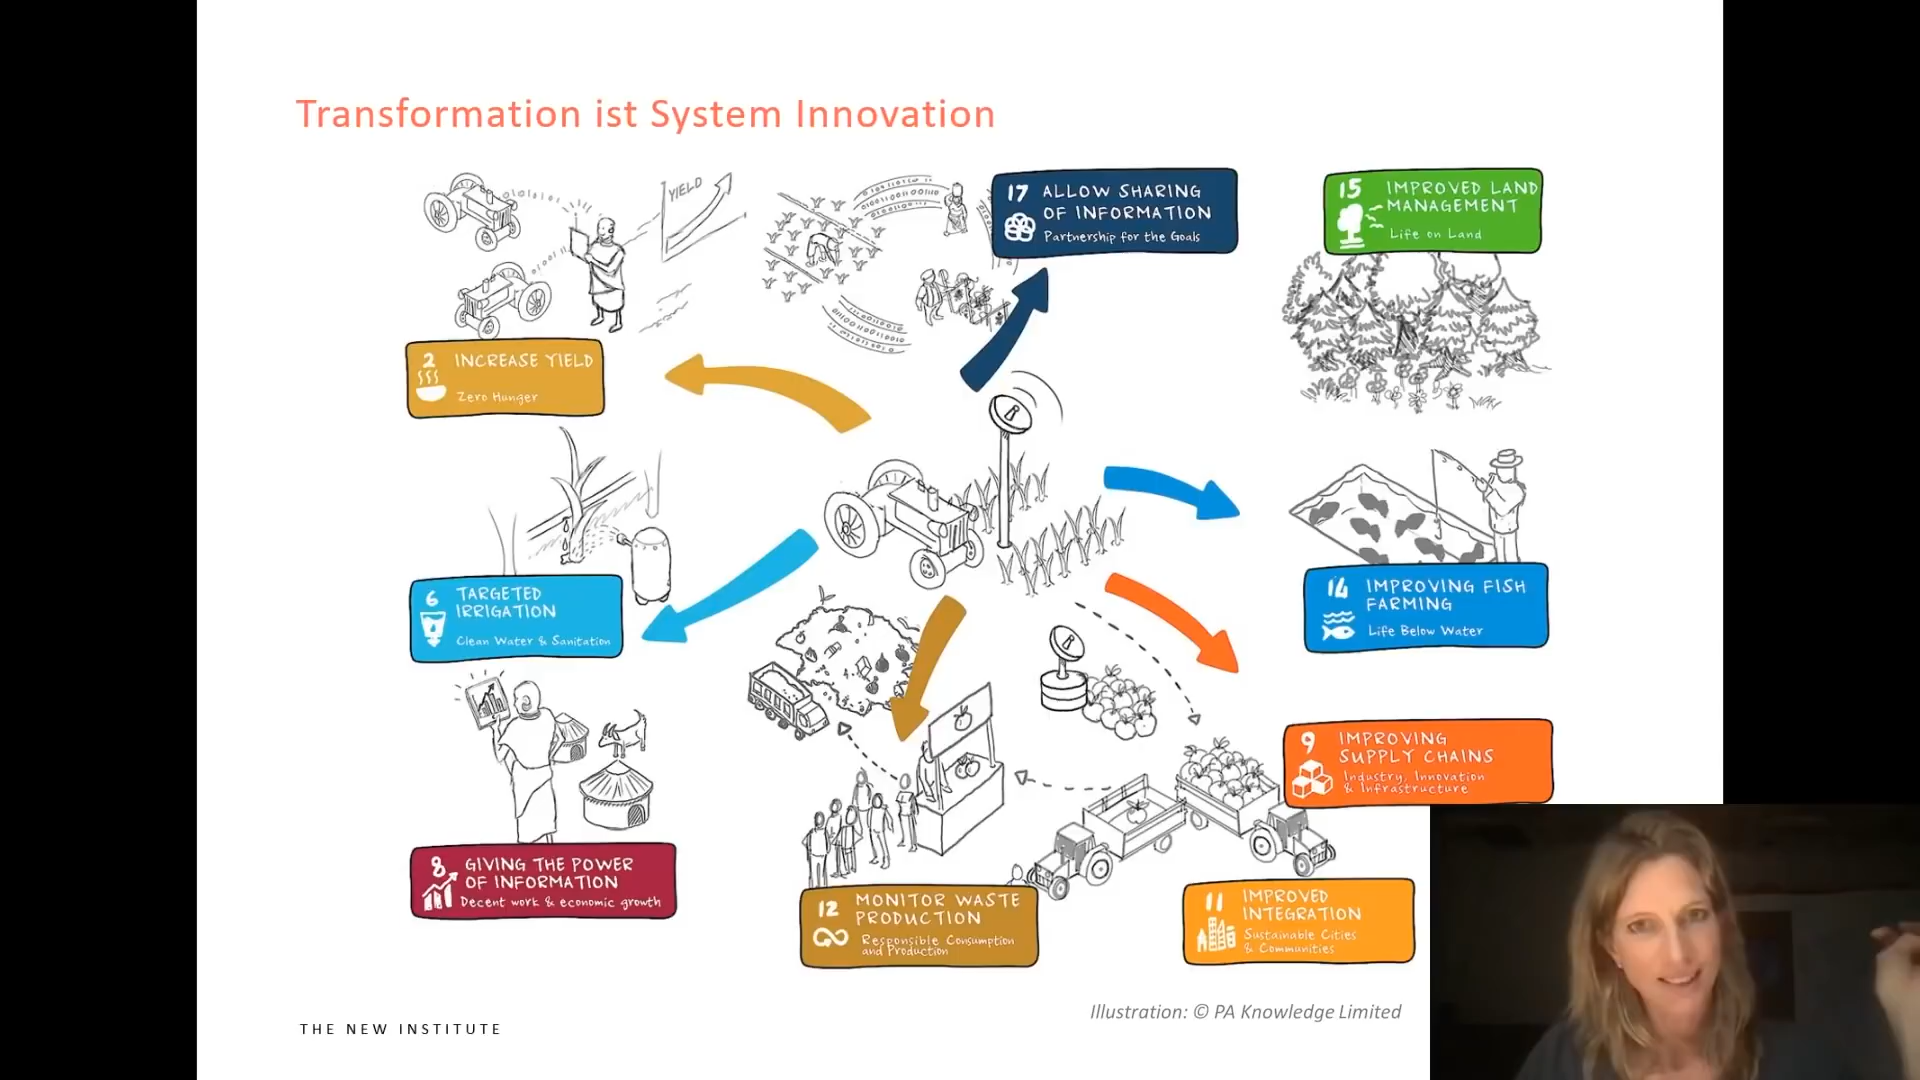 Transformation ist System Innovation
YIELD
17 ALLOW SHARING
OF INFORMATION
Partnership for the Goals
15 IMPROVED LAND
MANAGEMENT
Life on Land
2 INCREASE YIELD
Zero Hunger
6 TARGETED
IRRIGATION
Clean Water & Sanitation
14 IMPROVING FISH
FARMING
Life Below Water
9 IMPROVING
SUPPLY CHAINS
Industry, Innovation
& Infrastructure
8 GIVING THE POWER
OF INFORMATION
Decent work & economic growth
12 MONITOR WASTE
PRODUCTION
Responsible Consumption
and Production
11 IMPROVED
INTEGRATION
Sustainable Cities
& Communities
Illustration: © PA Knowledge Limited
THE NEW INSTITUTE